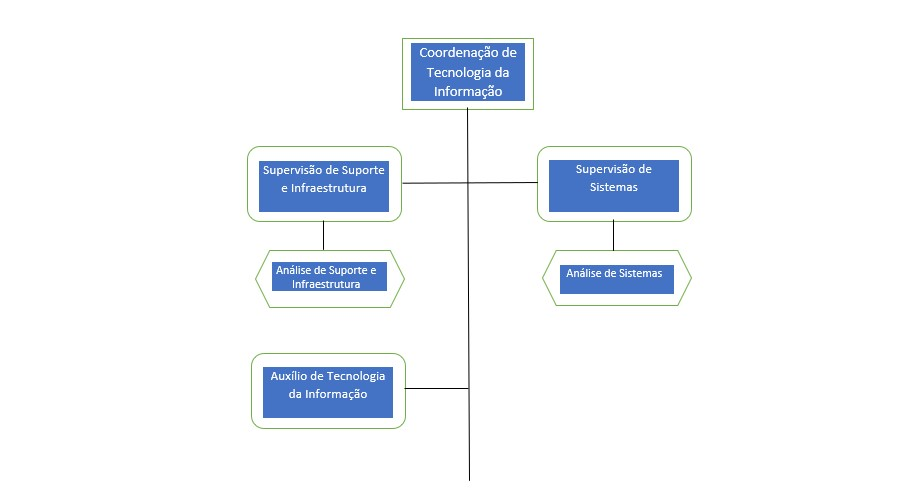 Coordenação de
Tecnologia da
Informação
Supervisão de Suporte
e Infraestrutura
Supervisão de
Sistemas
Análise de Suporte e
Infraestrutura
Análise de Sistemas
Auxílio de Tecnologia
da Informação